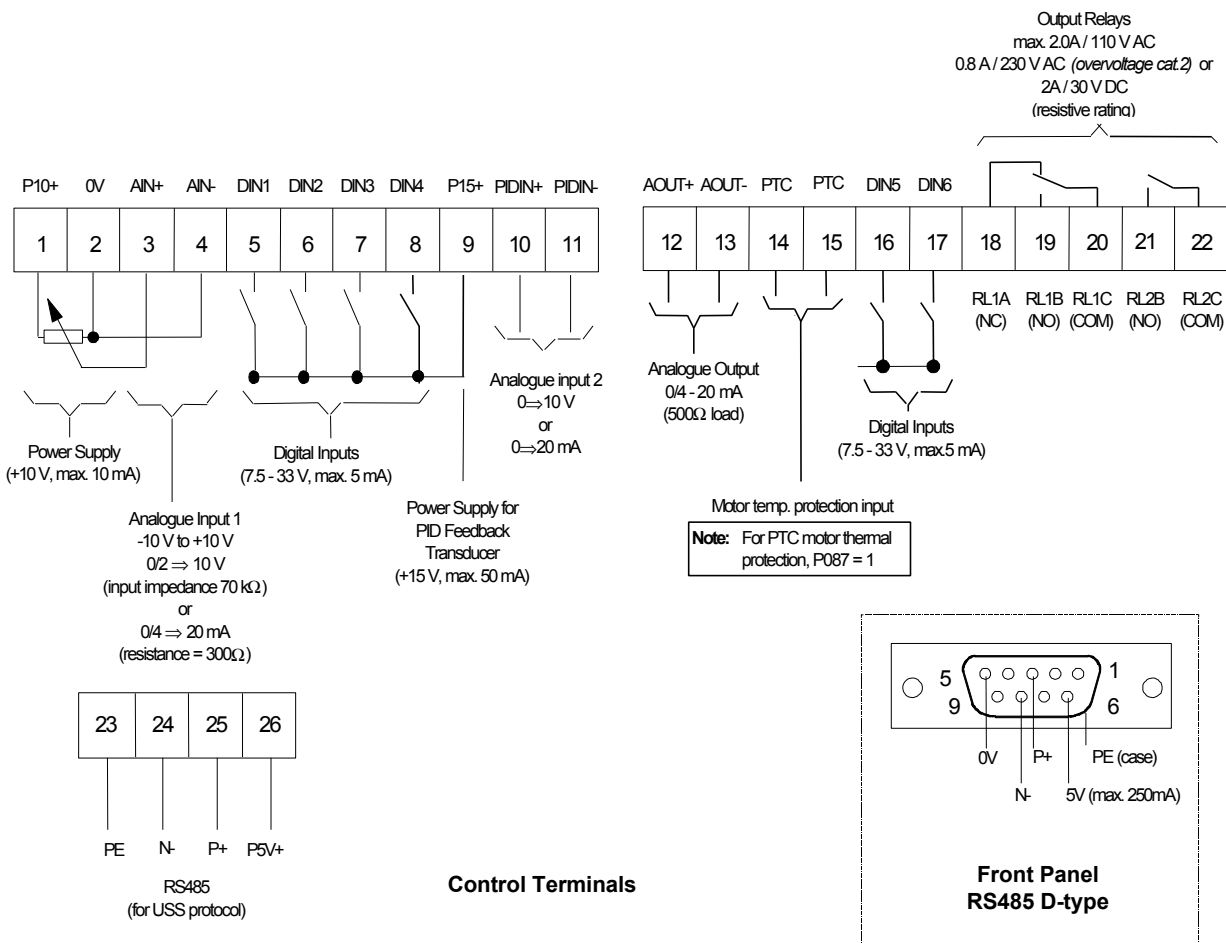 Output Relays
max. 2.0A / 110 V AC
0.8 A / 230 V AC (overvoltage cat.2) or
2A / 30 V DC
(resistive rating)
P10+ 0V AIN+ AIN- DIN1 DIN2 DIN3 DIN4 P15+ PIDIN+ PIDIN-
1 2 3 4 5 6 7 8 9 10 11
Power Supply
(+10 V, max. 10 mA)
Analogue Input 1
-10 V to +10 V
0/2 ⇒ 10 V
(input impedance 70 kΩ)
or
0/4 ⇒ 20 mA
(resistance = 300Ω)
Digital Inputs
(7.5 - 33 V, max. 5 mA)
Power Supply for
PID Feedback
Transducer
(+15 V, max. 50 mA)
Analogue input 2
0⇒10 V
or
0⇒20 mA
AOUT+ AOUT- PTC PTC DIN5 DIN6
12 13 14 15 16 17 18 19 20 21 22
RL1A RL1B RL1C RL2B RL2C
(NC) (NO) (COM) (NO) (COM)
Analogue Output
0/4 - 20 mA
(500Ω load)
Digital Inputs
(7.5 - 33 V, max.5 mA)
Motor temp. protection input
Note: For PTC motor thermal
protection, P087 = 1
23 24 25 26
PE N- P+ P5V+
RS485
(for USS protocol)
Control Terminals
5 1
9 6
0V P+ PE (case)
N- 5V (max. 250mA)
Front Panel
RS485 D-type